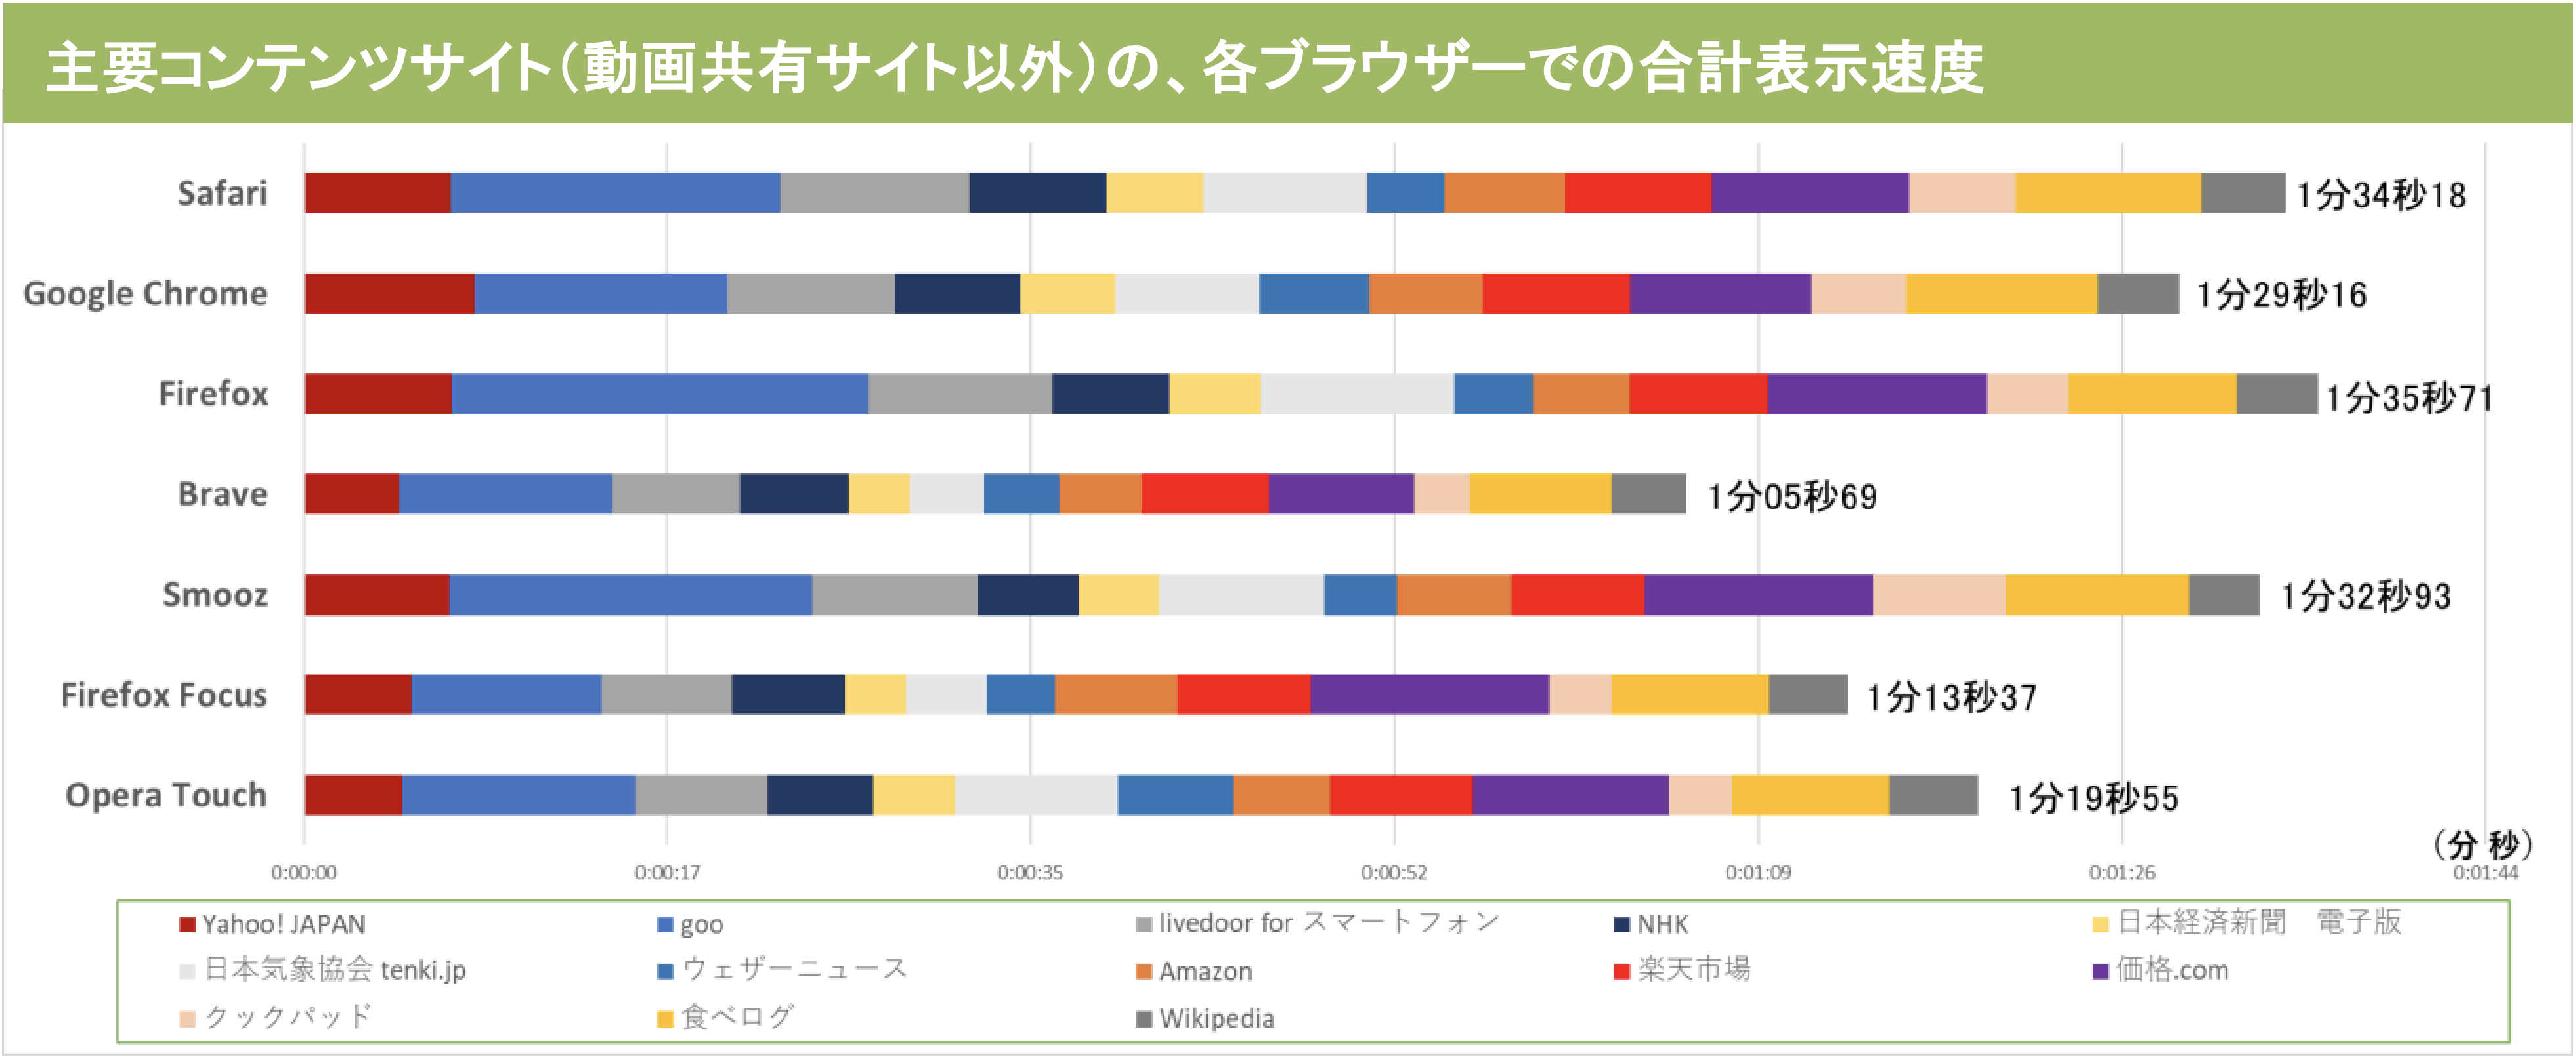 主要コンテンツサイト(動画共有サイト以外)の、各ブラウザーでの合計表示速度
Safari 1分34秒18
Google Chrome 1分29秒16
Firefox 1分35秒71
Brave 1分05秒69
Smooz 1分32秒93
Firefox Focus 1分13秒37
Opera Touch 1分19秒55
(分 秒)
0:00:00 0:00:17 0:00:35 0:00:52 0:01:09 0:01:26 0:01:44
Yahoo! JAPAN goo livedoor for スマートフォン NHK 日本経済新聞　電子版
日本気象協会 tenki.jp ウェザーニュース Amazon 楽天市場 価格.com
クックパッド 食べログ Wikipedia